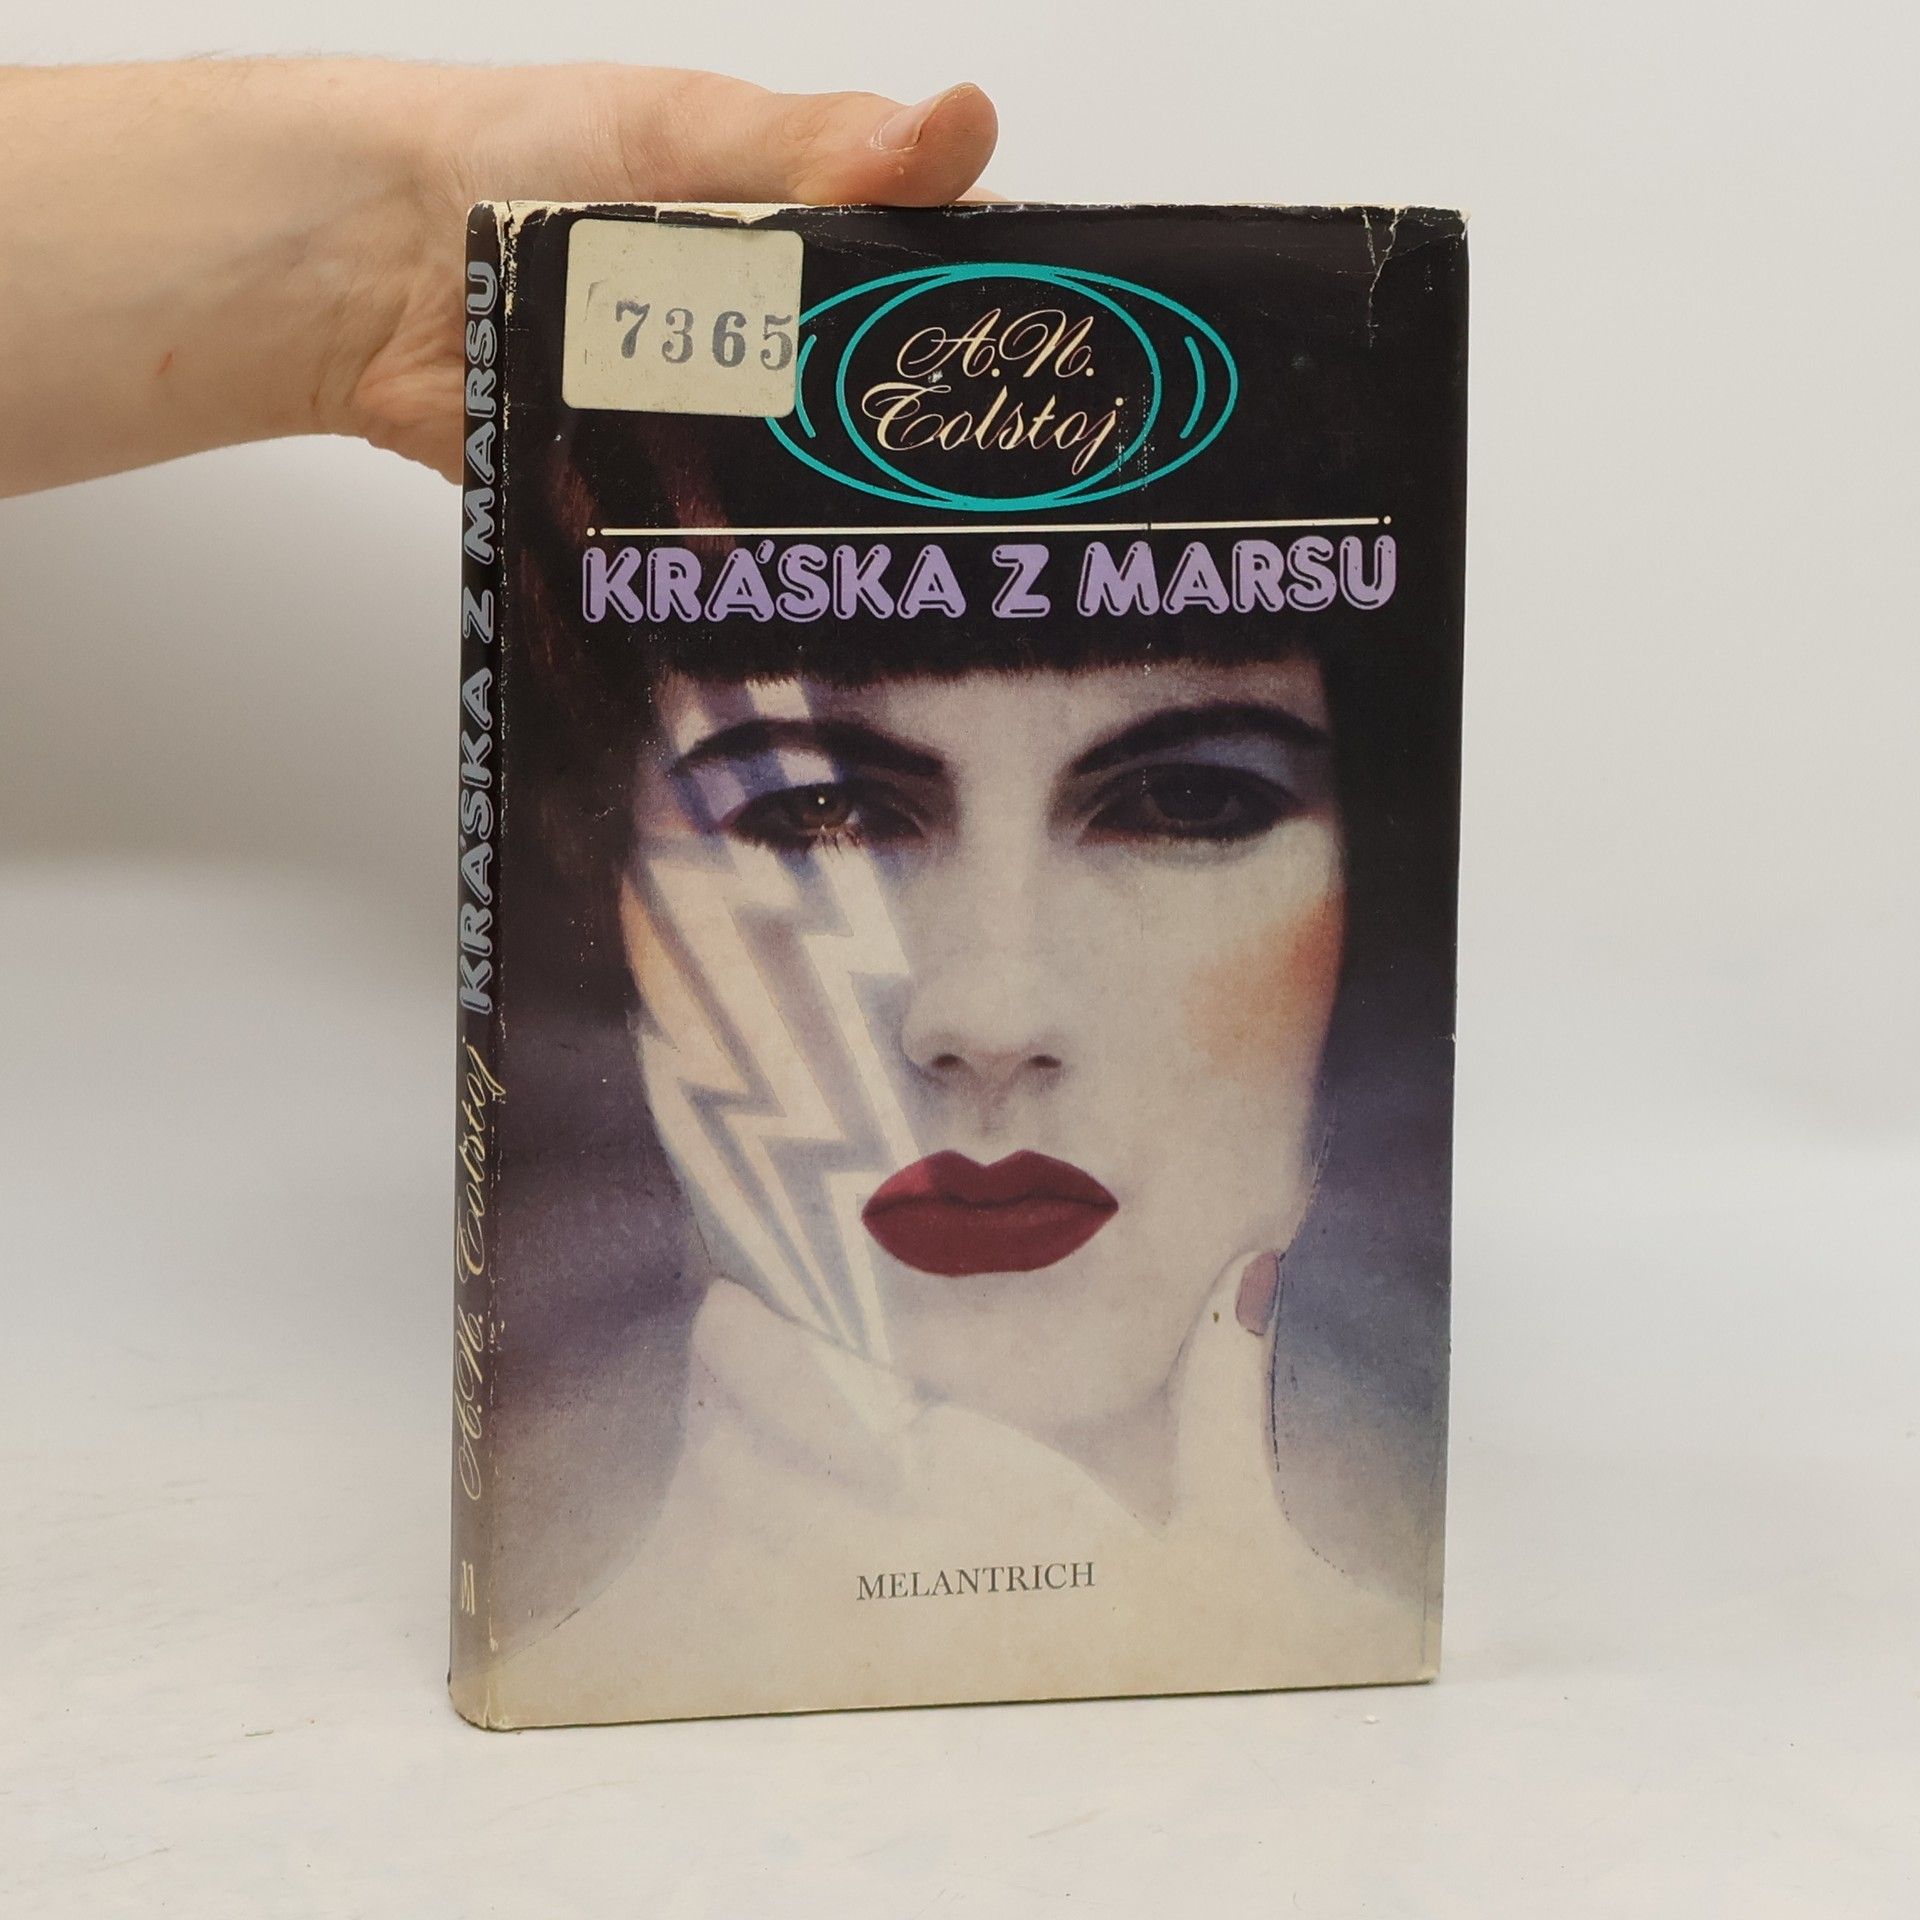 7365
A. N.
Tolstoj
KRÁSKA Z MARSU
MELANTRICH
M A. N. Tolstoj KRÁSKA Z MARSU